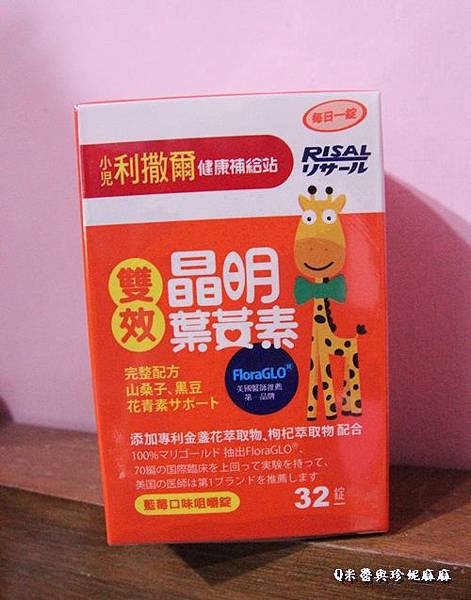 每日一錠
小兒利撒爾健康補給站
RISAL
リサール
雙效
晶明
葉黃素
FloraGLO®
美國醫師推薦
第一品牌
完整配方
山桑子、黑豆
花青素サポート
添加專利金盞花萃取物、枸杞萃取物 配合
100%マリゴールド 抽出FloraGLO®、
70編の国際臨床を上回って実験を持って、
美国の医師は第1ブランドを推薦します
藍莓口味咀嚼錠
32錠
Q米醬與珍妮麻麻